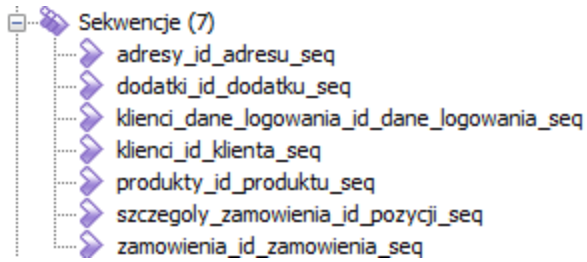 Sekwencje (7)
adresy_id_adresu_seq
dodatki_id_dodatku_seq
klienci_dane_logowania_id_dane_logowania_seq
klienci_id_klienta_seq
produkty_id_produktu_seq
szczegoly_zamowienia_id_pozycji_seq
zamowienia_id_zamowienia_seq